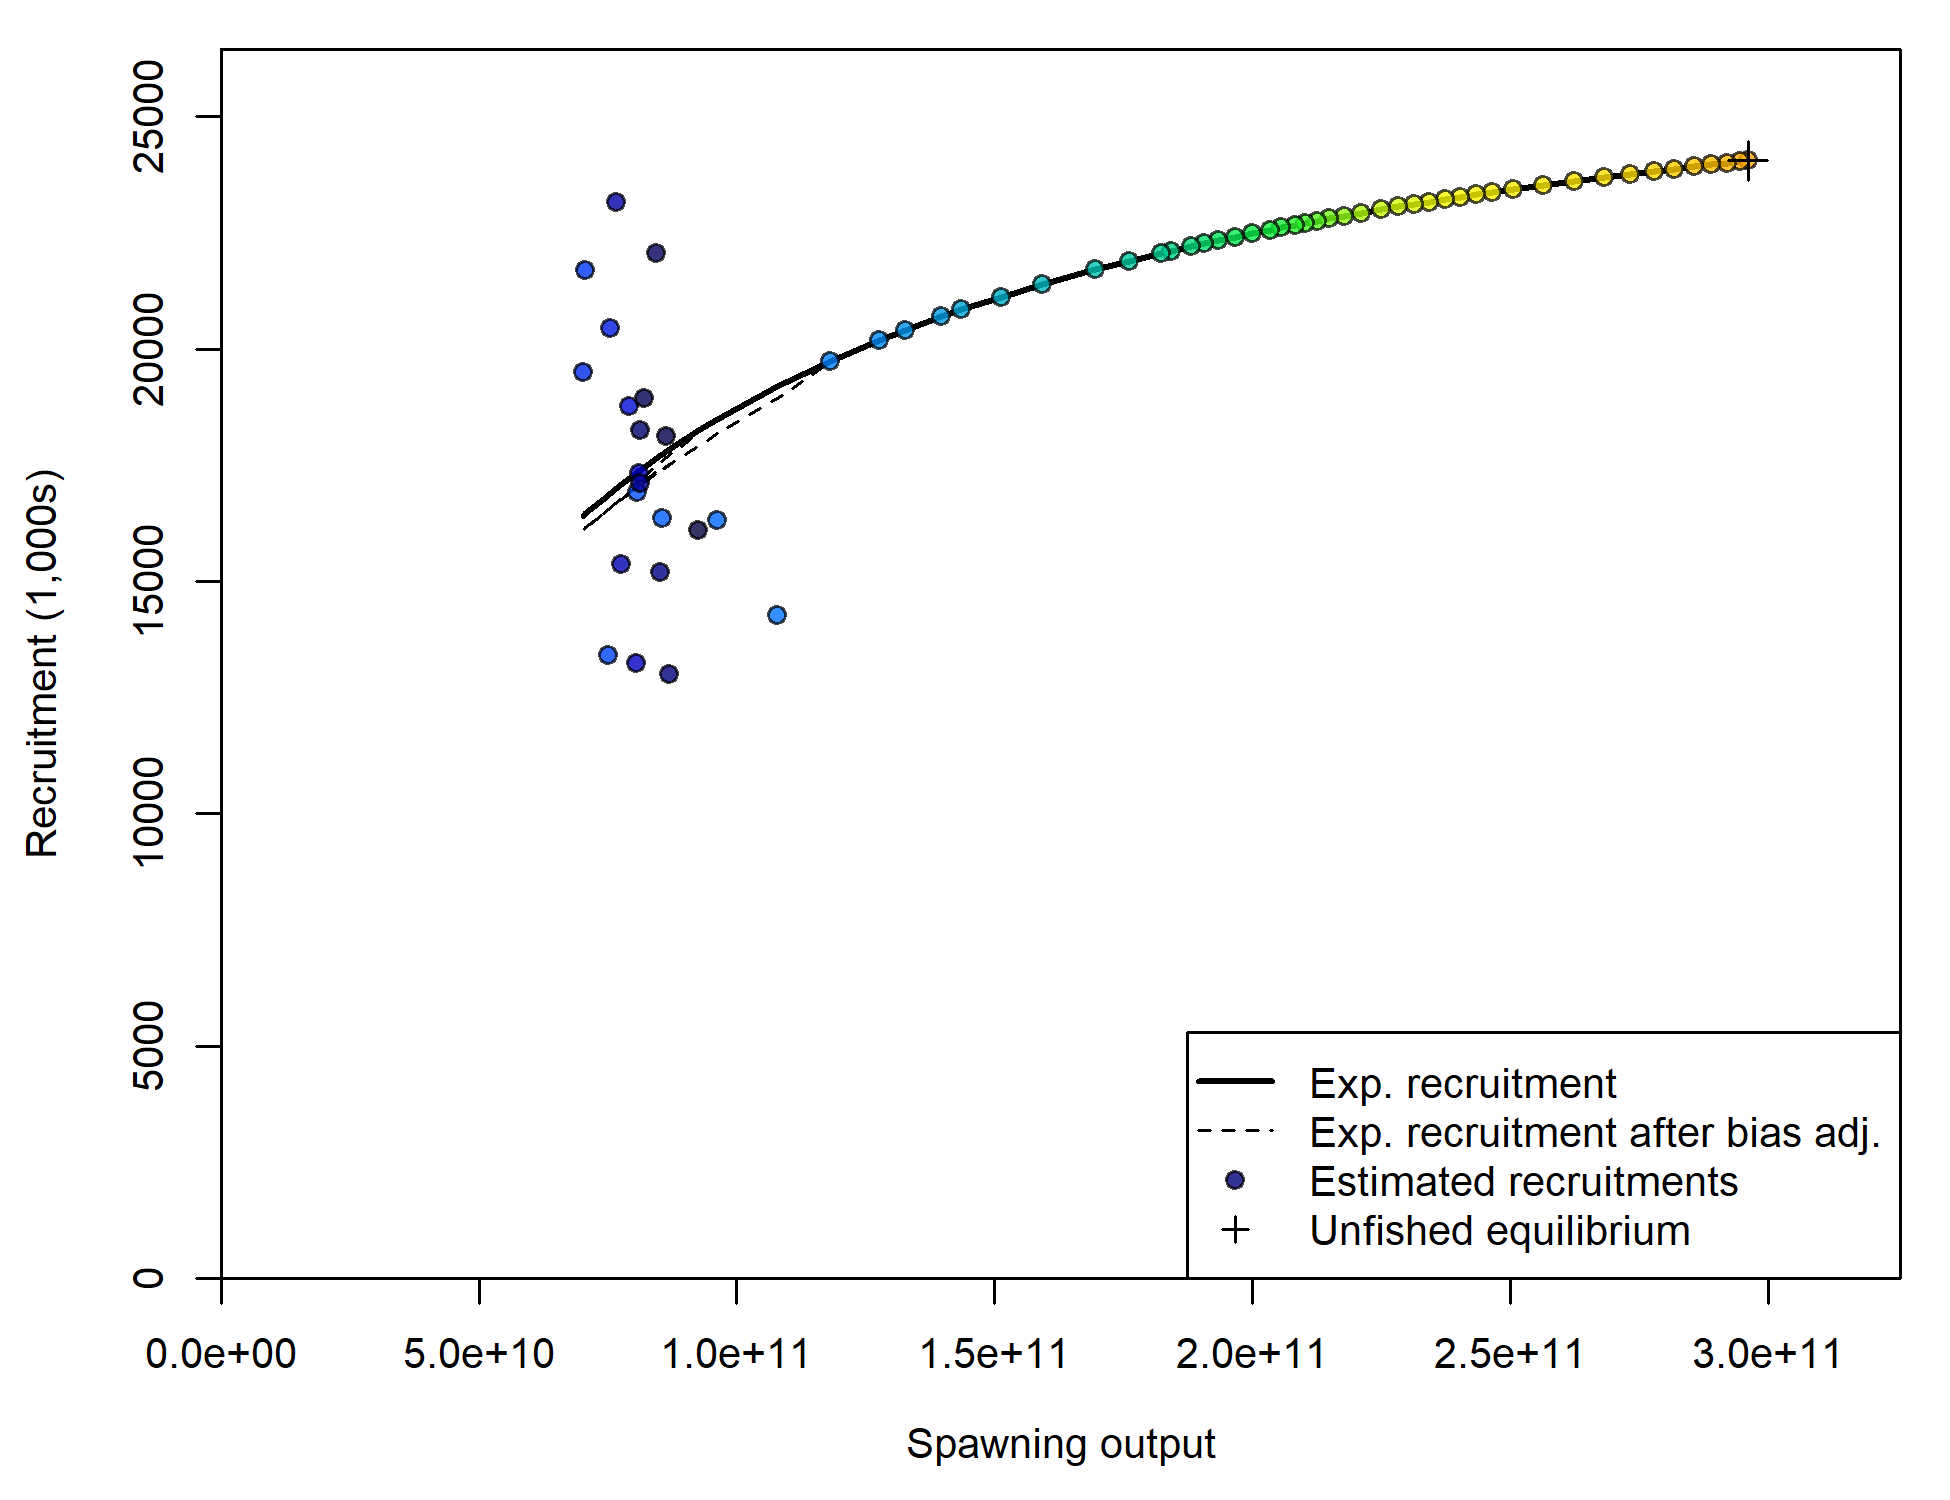 25000
20000
15000
10000
5000
0
Recruitment (1,000s)
Exp. recruitment
Exp. recruitment after bias adj.
Estimated recruitments
Unfished equilibrium
0.0e+00 5.0e+10 1.0e+11 1.5e+11 2.0e+11 2.5e+11 3.0e+11
Spawning output